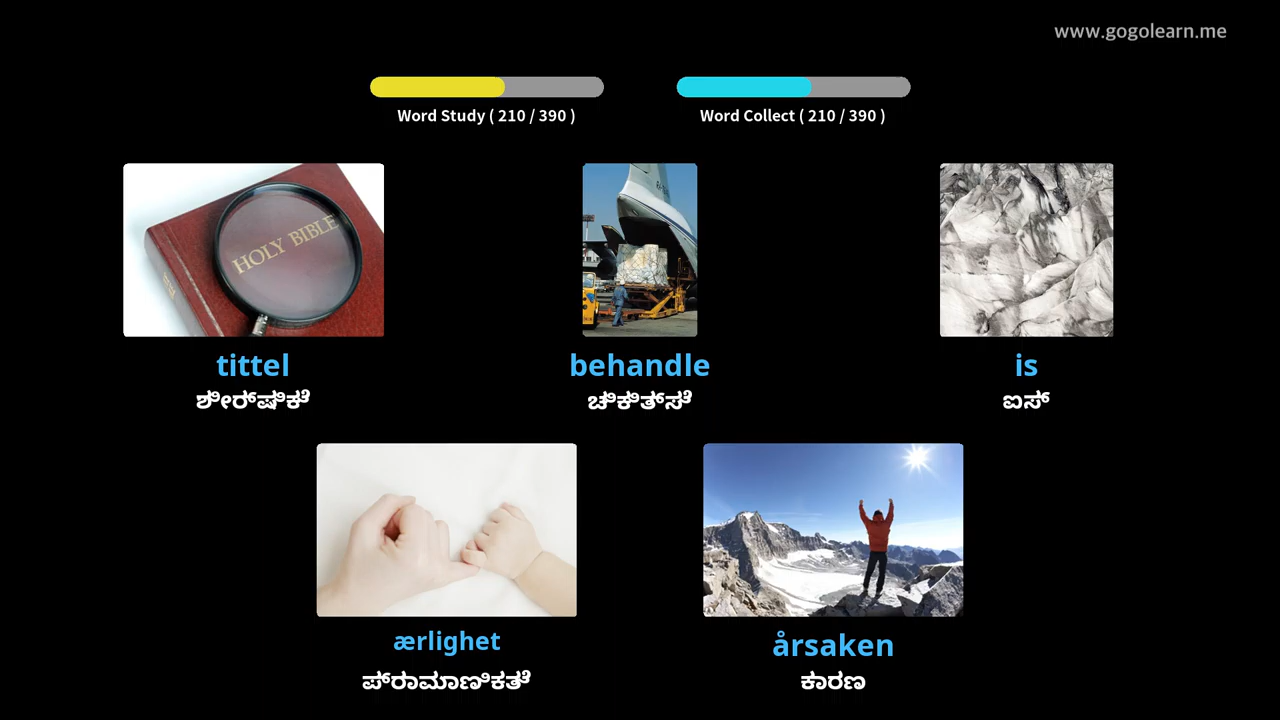 www.gogolearn.me
Word Study ( 210 / 390 )
Word Collect ( 210 / 390 )
HOLY BIBLE
tittel
ಶೀರ್ಷಿಕೆ
behandle
ಚಿಕಿತ್ಸೆ
is
ಐಸ್
ærlighet
ಪ್ರಾಮಾಣಿಕತೆ
årsaken
ಕಾರಣ